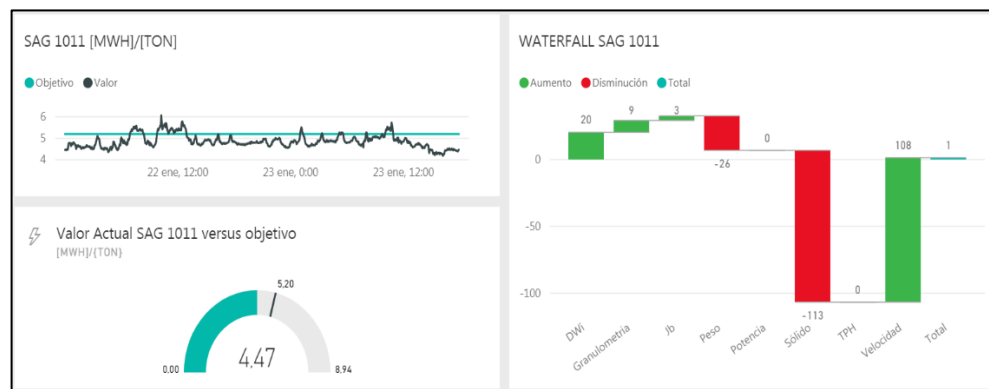 SAG 1011 [MWH]/[TON]
Objetivo Valor
6
5
4
22 ene, 12:00 23 ene, 0:00 23 ene, 12:00
Valor Actual SAG 1011 versus objetivo
[MWH]/{TON}
5,20
4,47
0,00 8,94
WATERFALL SAG 1011
Aumento Disminución Total
20 9 3 -26 0 -113 0 108 1
0
-50
-100
DWi Granulometría Jb Peso Potencia Sólido TPH Velocidad Total